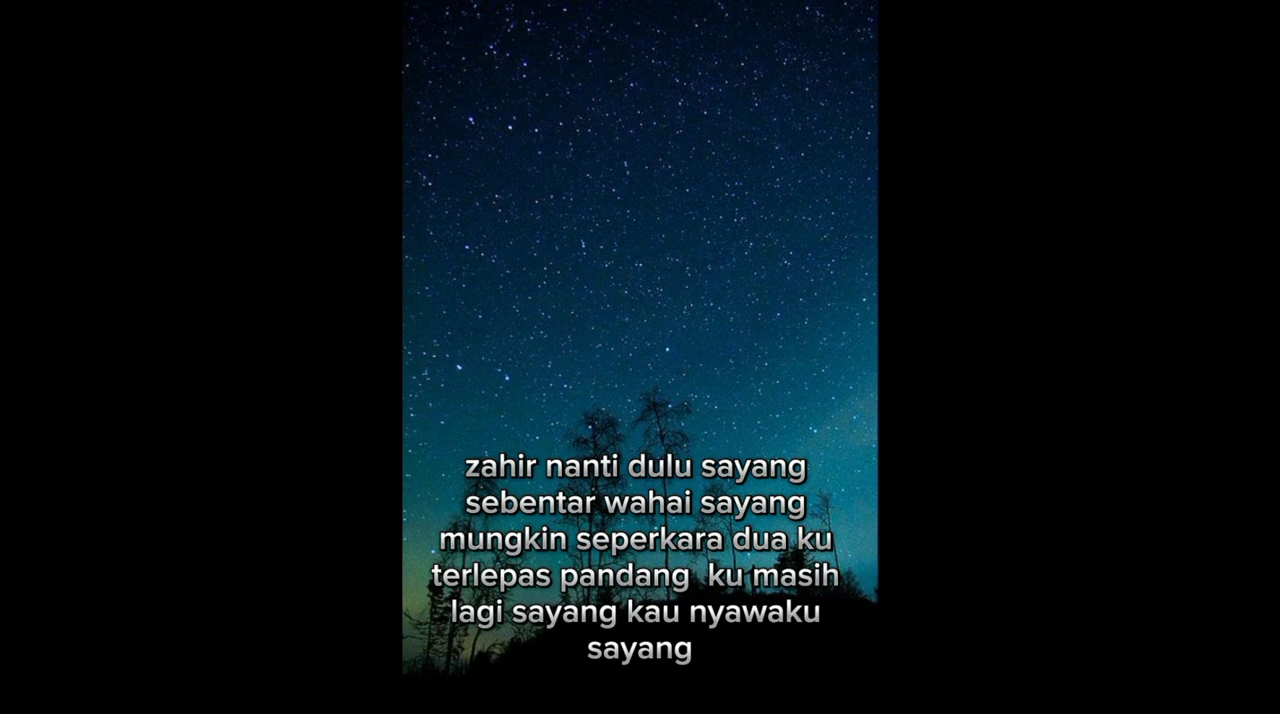 zahir nanti dulu sayang
sebentar wahai sayang
mungkin seperkara dua ku
terlepas pandang  ku masih
lagi sayang kau nyawaku
sayang